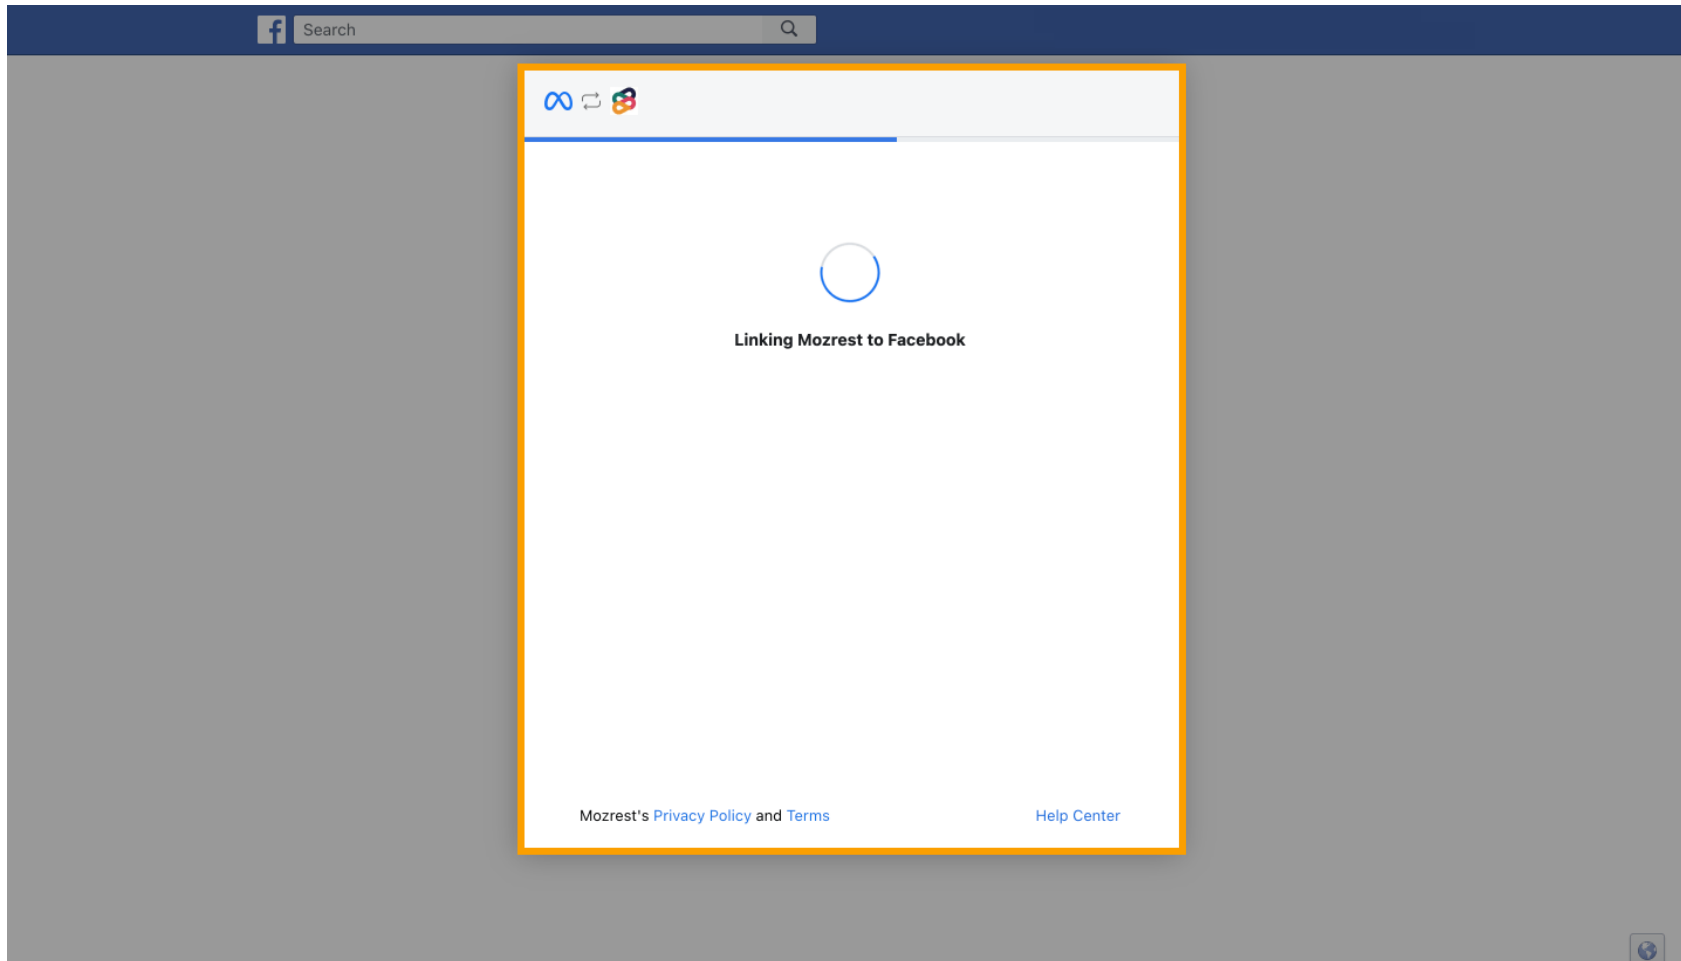 Search
Linking Mozrest to Facebook
Mozrest's Privacy Policy and Terms
Help Center